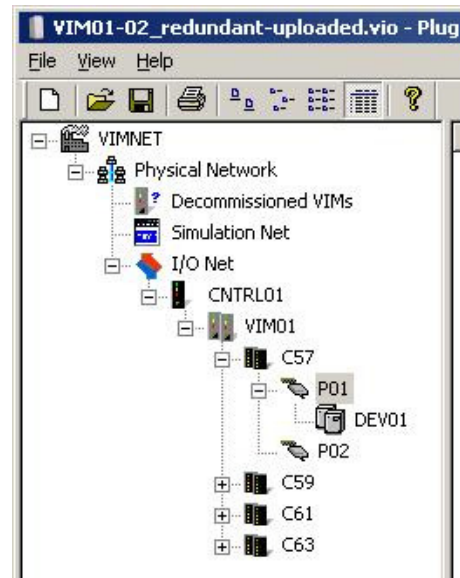 VIM01-02_redundant-uploaded.vio - Plug
File View Help
VIMNET
Physical Network
Decommissioned VIMs
Simulation Net
I/O Net
CNTRL01
VIM01
C57
P01
DEV01
P02
C59
C61
C63